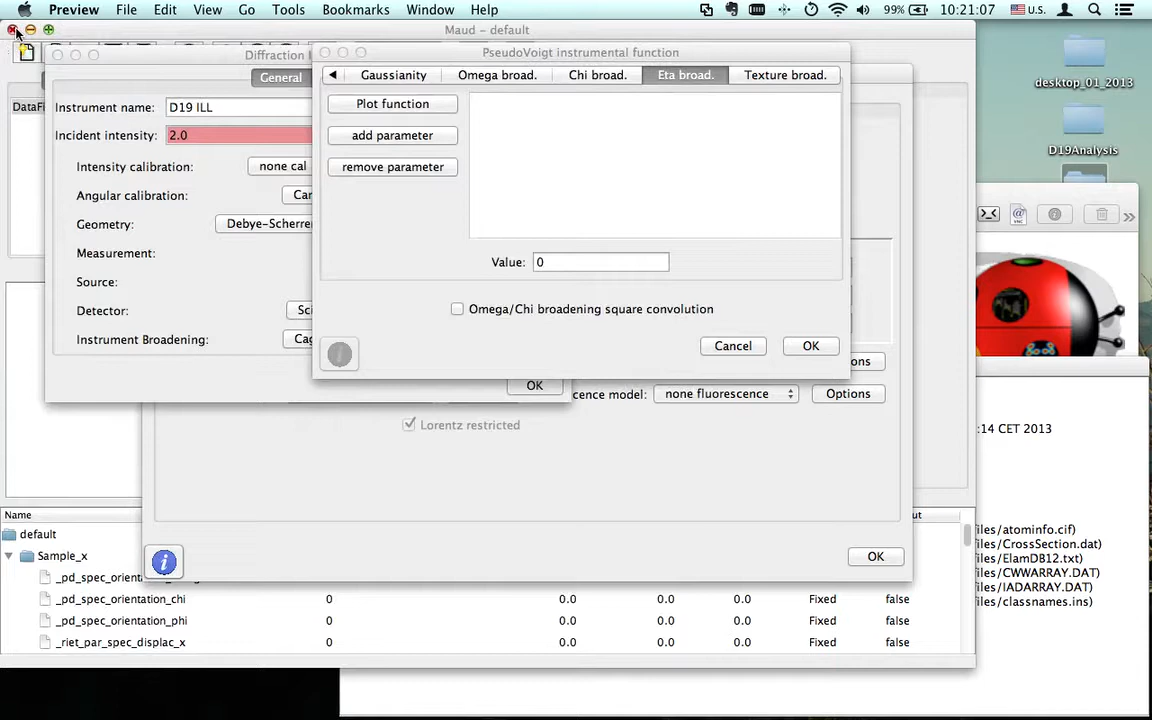 Preview File Edit View Go Tools Bookmarks Window Help 99% 10:21:07 U.S.
Maud – default
PseudoVoigt instrumental function
Diffraction
General
Gaussianity Omega broad. Chi broad. Eta broad. Texture broad.
desktop_01_2013
Plot function
DataFi
Instrument name: D19 ILL
add parameter
Incident intensity: 2.0
D19Analysis
Intensity calibration: none cal
remove parameter
Angular calibration:
Geometry: Debye-Scherre
Measurement:
Value: 0
Source:
Omega/Chi broadening square convolution
Detector:
Instrument Broadening:
Cancel OK
ons
OK
cence model: none fluorescence Options
Lorentz restricted
:14 CET 2013
Name
default
files/atominfo.cif)
files/CrossSection.dat)
Sample_x
OK
files/ElamDB12.txt)
files/CWWARRAY.DAT)
files/IADARRAY.DAT)
files/classnames.ins)
_pd_spec_orientation_chi 0 0.0 0.0 0.0 Fixed false
_pd_spec_orientation_phi 0 0.0 0.0 0.0 Fixed false
_riet_par_spec_displac_x 0 0.0 0.0 0.0 Fixed false